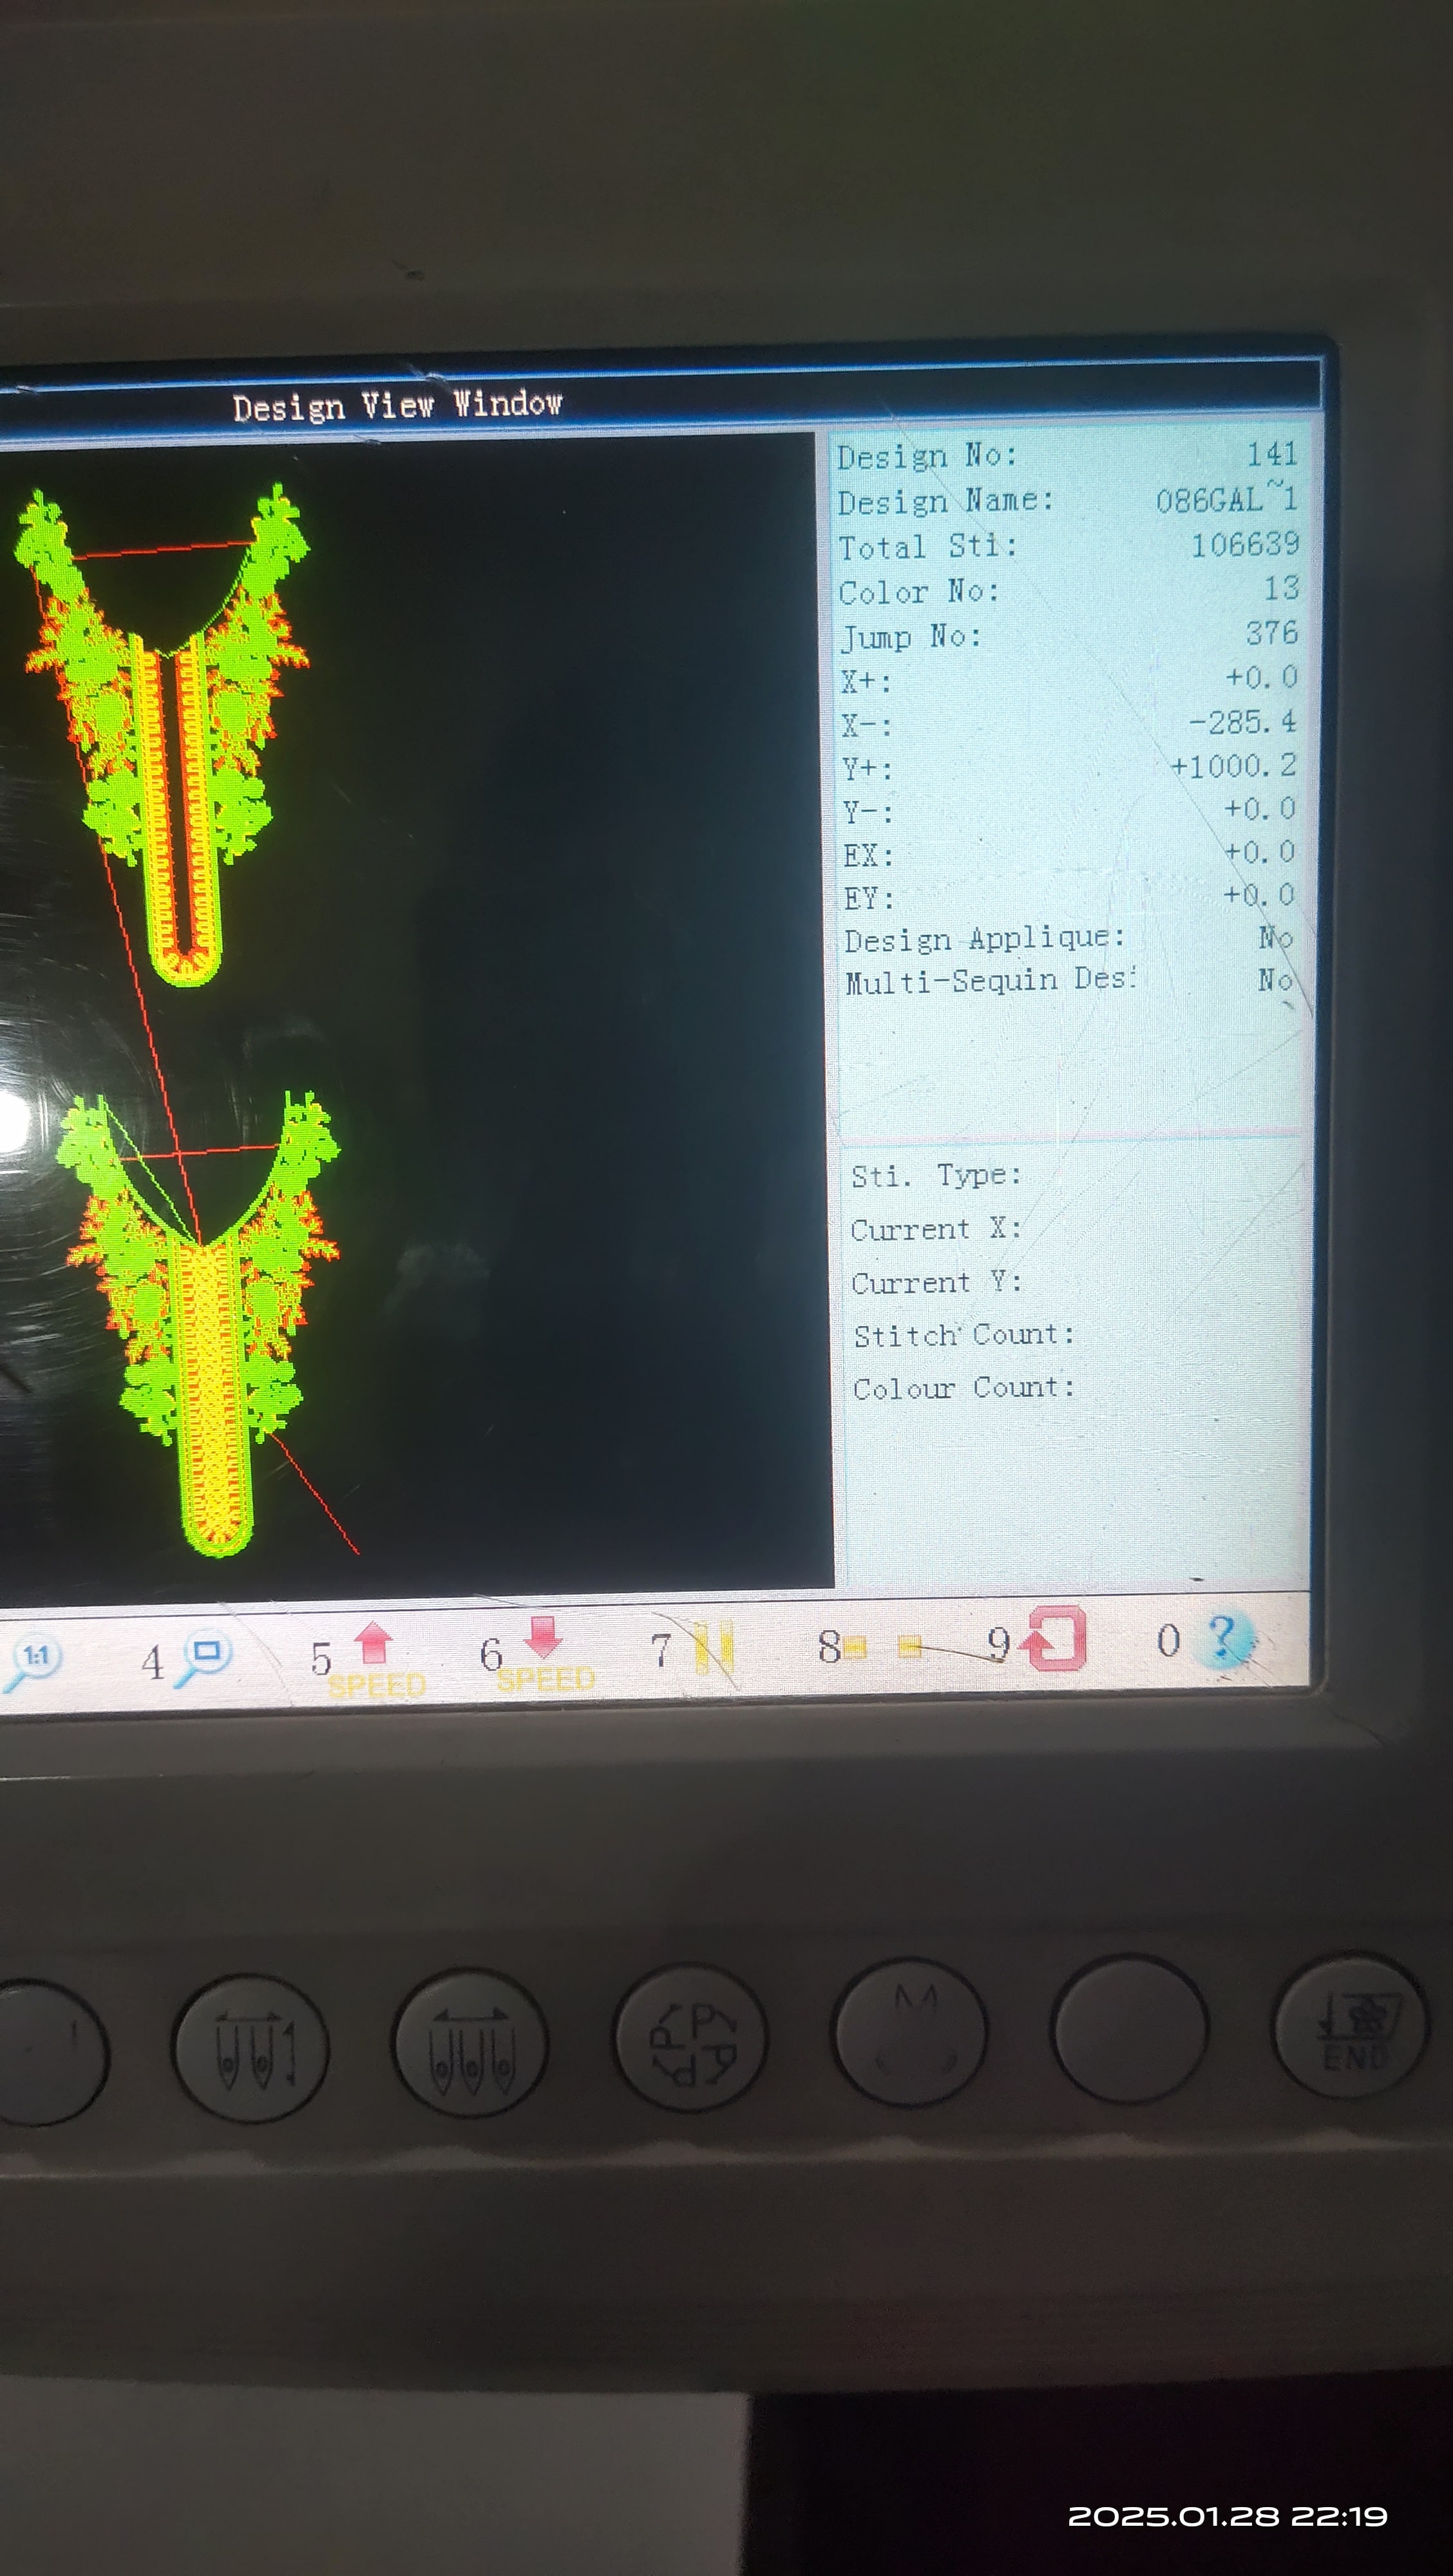 Design View Window
Design No: 141
Design Name: 086GAL~1
Total Sti: 106639
Color No: 13
Jump No: 376
X+: +0.0
X-: -285.4
Y+: +1000.2
Y-: +0.0
EX: +0.0
EY: +0.0
Design Applique: No
Multi-Sequin Des: No
Sti. Type:
Current X:
Current Y:
Stitch Count:
Colour Count:
1:1 4 5 SPEED 6 SPEED 7 8 9 0 ?
P P P P
END
2025.01.28 22:19